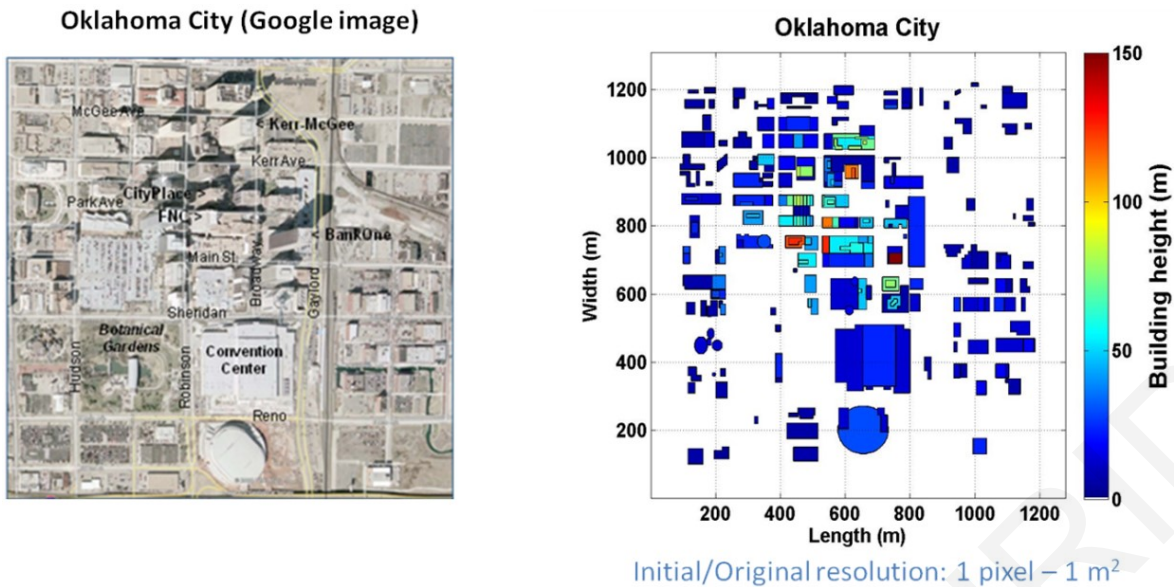 Oklahoma City (Google image)
McGee Ave
< Kerr-McGee
Kerr Ave
CityPlace >
Park Ave
FNC >
BankOne
Main St.
Broadway
Gaylord
Sheridan
Botanical
Gardens
Convention
Center
Hudson
Robinson
Reno
Oklahoma City
150
100
50
0
Building height (m)
1200
1000
800
600
400
200
Width (m)
200 400 600 800 1000 1200
Length (m)
Initial/Original resolution: 1 pixel – 1 m²